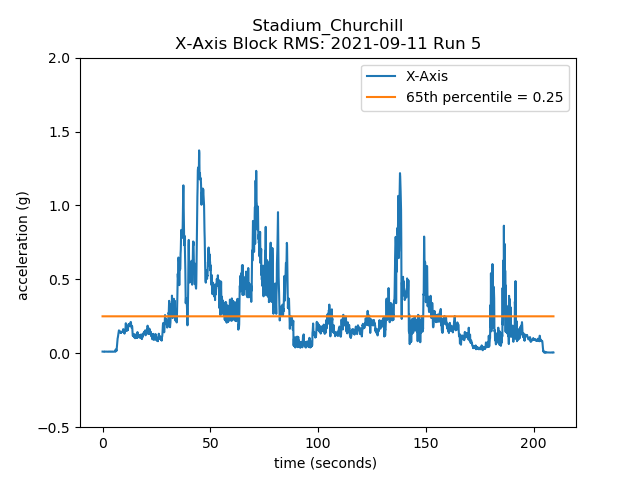 Stadium_Churchill
X-Axis Block RMS: 2021-09-11 Run 5
2.0
X-Axis
65th percentile = 0.25
1.5
1.0
acceleration (g)
0.5
0.0
−0.5
0 50 100 150 200
time (seconds)